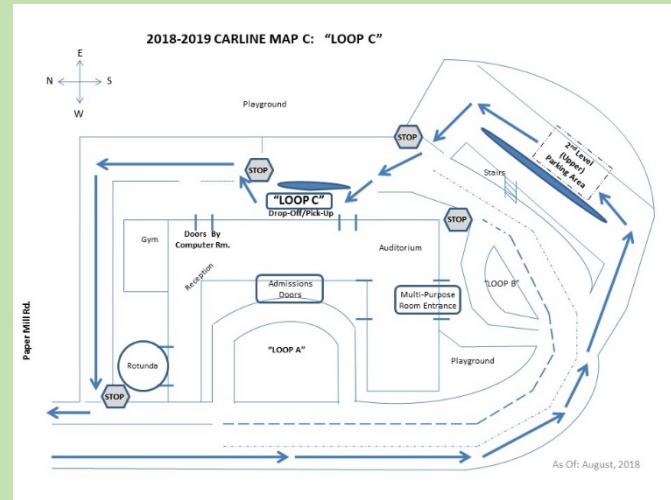 2018-2019 CARLINE MAP C: "LOOP C"
E
N
S
W
Playground
STOP
STOP
"LOOP C"
Drop-Off/Pick-Up
2nd Level
(Upper)
Parking Area
Stairs
STOP
Gym
Doors By
Computer Rm.
Reception
Auditorium
Admissions
Doors
Multi-Purpose
Room Entrance
"LOOP B"
Paper Mill Rd.
"LOOP A"
Playground
Rotunda
STOP
As Of: August, 2018